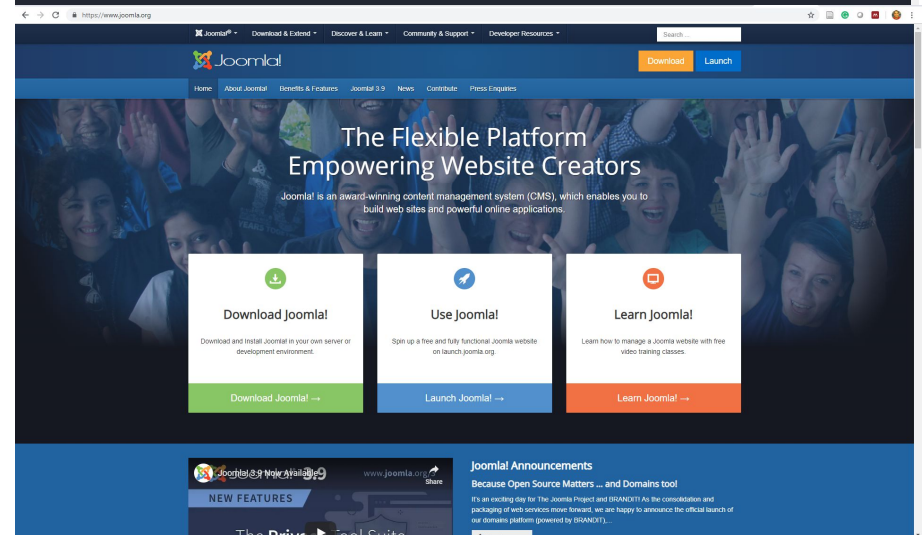 https://www.joomla.org
Joomla!® Download & Extend Discover & Learn Community & Support Developer Resources Search ...
Joomla! Download Launch
Home About Joomla! Benefits & Features Joomla! 3.9 News Contribute Press Enquiries
The Flexible Platform
Empowering Website Creators
Joomla! is an award-winning content management system (CMS), which enables you to
build web sites and powerful online applications.
Download Joomla!
Download and install Joomla! in your own server or
development environment.
Download Joomla! →
Use Joomla!
Spin up a free and fully functional Joomla website
on launch.joomla.org.
Launch Joomla! →
Learn Joomla!
Learn how to manage a Joomla website with free
video training classes.
Learn Joomla! →
Joomla! 3.9 Now Available
3.9
www.joomla.org
Share
NEW FEATURES
Joomla! Announcements
Because Open Source Matters ... and Domains too!
It's an exciting day for The Joomla Project and BRANDIT! As the consolidation and
packaging of web services move forward, we are happy to announce the official launch of
our domains platform (powered by BRANDIT),...